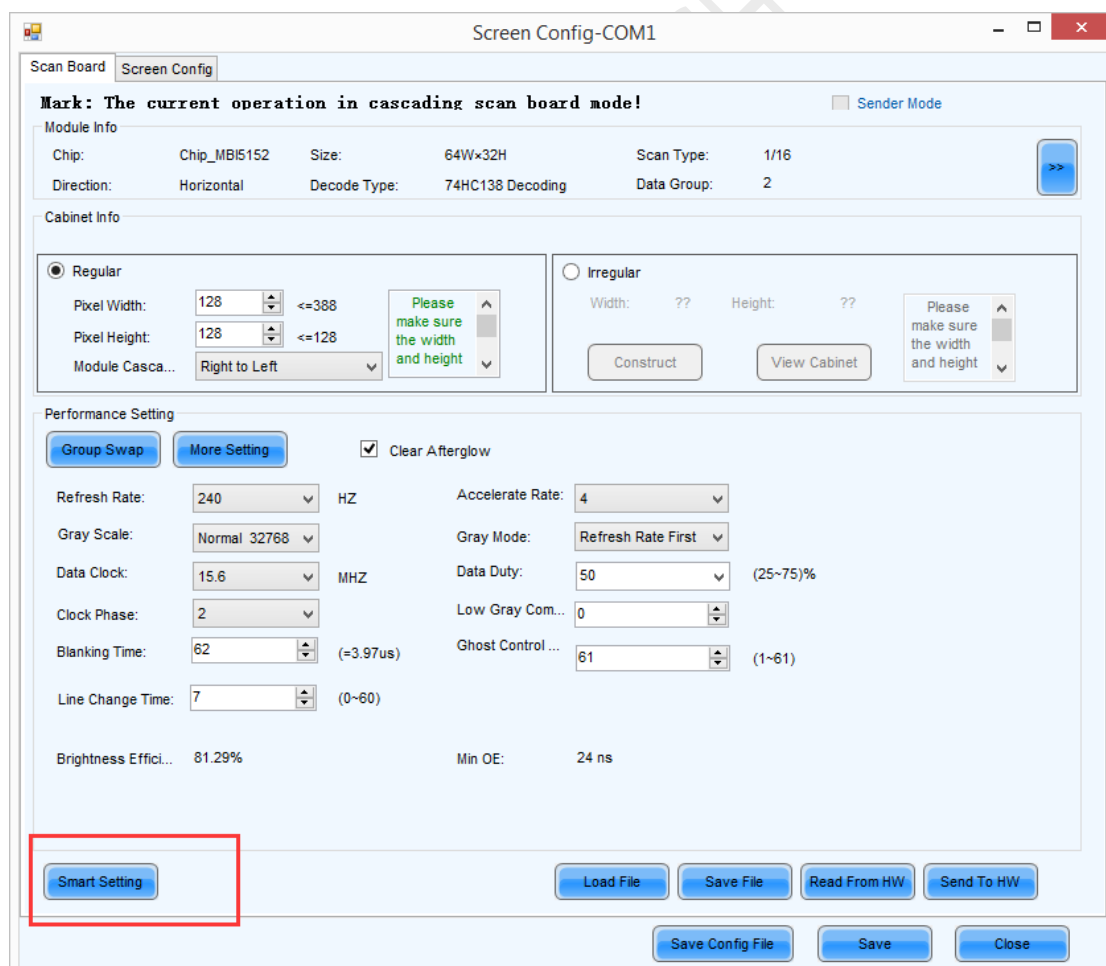 Screen Config-COM1
Scan Board Screen Config
Mark: The current operation in cascading scan board mode! Sender Mode
Module Info
Chip: Chip_MBI5152 Size: 64W×32H Scan Type: 1/16
>>
Direction: Horizontal Decode Type: 74HC138 Decoding Data Group: 2
Cabinet Info
Regular
Pixel Width: 128 <=388
Pixel Height: 128 <=128
Module Casca... Right to Left
Please
make sure
the width
and height
Irregular
Width: ?? Height: ??
Construct View Cabinet
Please
make sure
the width
and height
Performance Setting
Group Swap More Setting Clear Afterglow
Refresh Rate: 240 HZ Accelerate Rate: 4
Gray Scale: Normal 32768 Gray Mode: Refresh Rate First
Data Clock: 15.6 MHZ Data Duty: 50 (25~75)%
Clock Phase: 2 Low Gray Com... 0
Blanking Time: 62 (=3.97us) Ghost Control ... 61 (1~61)
Line Change Time: 7 (0~60)
Brightness Effici... 81.29% Min OE: 24 ns
Smart Setting Load File Save File Read From HW Send To HW
Save Config File Save Close